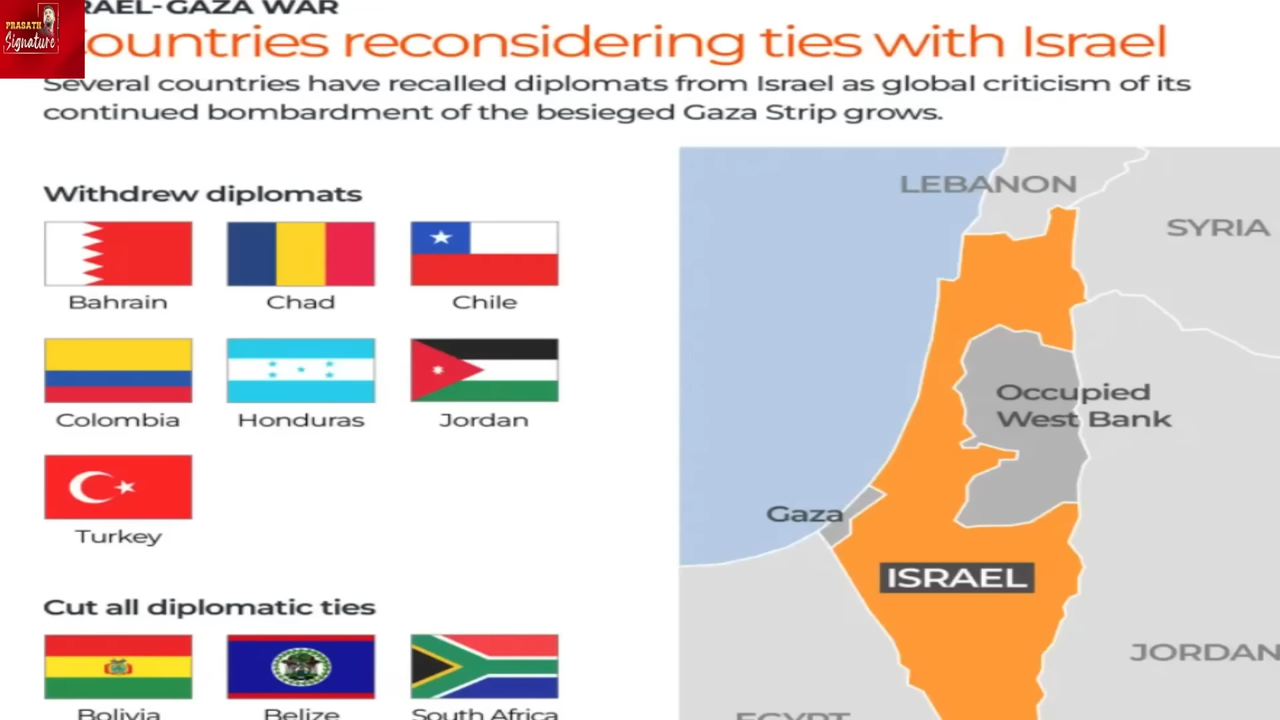 PRASATH
Signature
RAEL-GAZA WAR
ountries reconsidering ties with Israel
Several countries have recalled diplomats from Israel as global criticism of its
continued bombardment of the besieged Gaza Strip grows.
Withdrew diplomats
Bahrain
Chad
Chile
Colombia
Honduras
Jordan
Turkey
Cut all diplomatic ties
Bolivia
Belize
South Africa
LEBANON
SYRIA
Occupied
West Bank
Gaza
ISRAEL
JORDAN
EGYPT